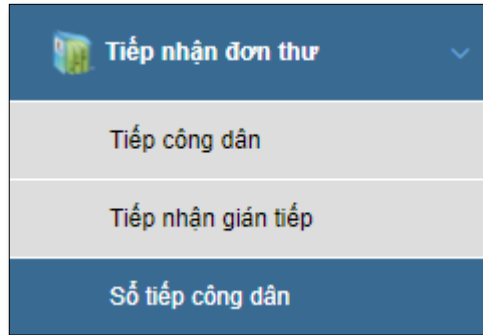 Tiếp nhận đơn thư
Tiếp công dân
Tiếp nhận gián tiếp
Sổ tiếp công dân